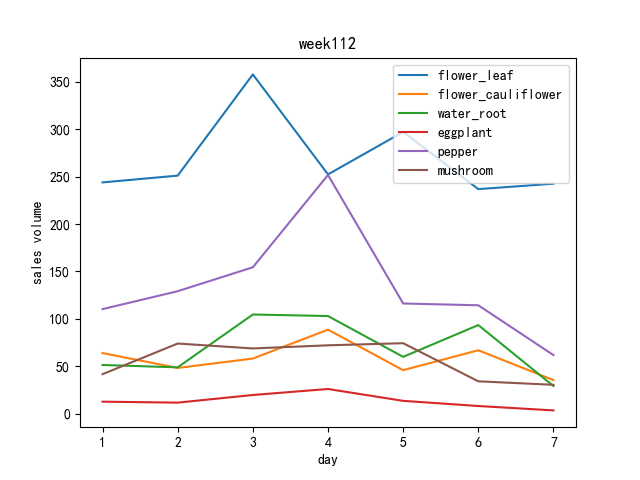 week112
flower_leaf
flower_cauliflower
water_root
eggplant
pepper
mushroom
350
300
250
200
150
100
50
0
sales volume
1 2 3 4 5 6 7
day